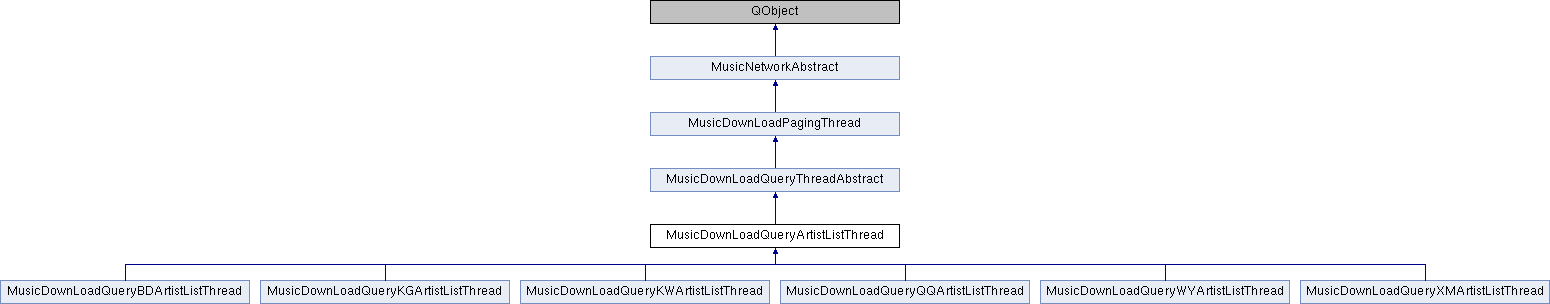 QObject
MusicNetworkAbstract
MusicDownLoadPagingThread
MusicDownLoadQueryThreadAbstract
MusicDownLoadQueryArtistListThread
MusicDownLoadQueryBDArtistListThread
MusicDownLoadQueryKGArtistListThread
MusicDownLoadQueryKWArtistListThread
MusicDownLoadQueryQQArtistListThread
MusicDownLoadQueryWYArtistListThread
MusicDownLoadQueryXMArtistListThread